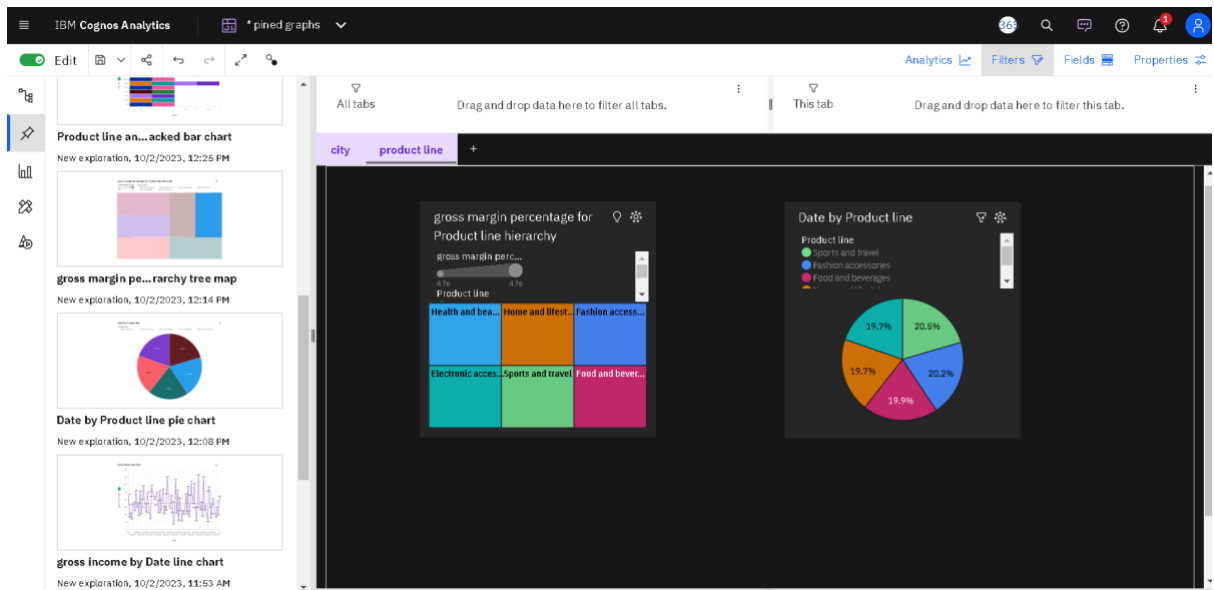 IBM Cognos Analytics
* pined graphs
365
1
Edit
Analytics
Filters
Fields
Properties
Product line an...acked bar chart
New exploration, 10/2/2023, 12:25 PM
gross margin pe...rarchy tree map
New exploration, 10/2/2023, 12:14 PM
Date by Product line pie chart
New exploration, 10/2/2023, 12:08 PM
gross income by Date line chart
New exploration, 10/2/2023, 11:53 AM
All tabs
Drag and drop data here to filter all tabs.
This tab
Drag and drop data here to filter this tab.
city
product line
+
gross margin percentage for
Product line hierarchy
gross margin perc...
Product line
Health and bea... Home and lifest... Fashion access...
Electronic acces... Sports and travel Food and bever...
Date by Product line
Product line
Sports and travel
Fashion accessories
Food and beverages
19.7%
20.5%
19.7%
20.2%
19.9%